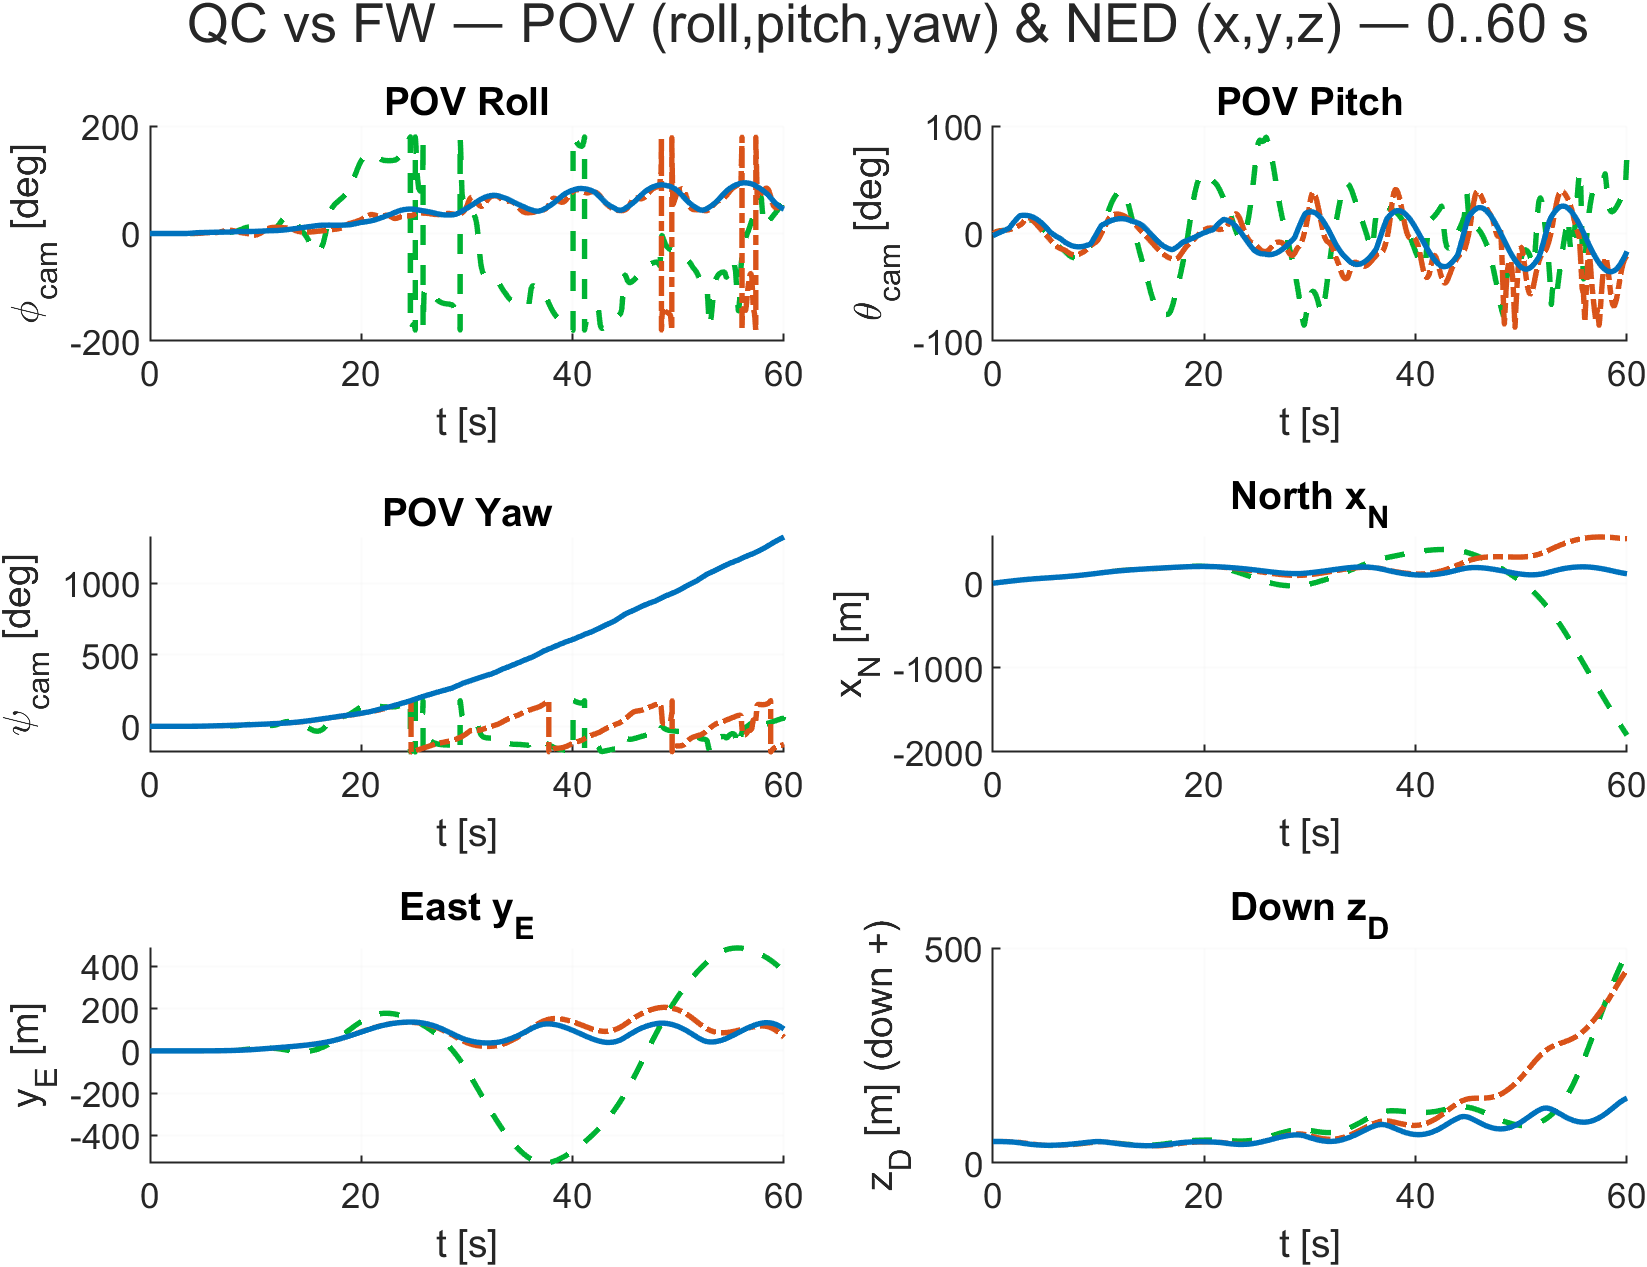 QC vs FW — POV (roll,pitch,yaw) & NED (x,y,z) — 0..60 s
POV Roll
ϕcam [deg]
200
0
-200
0 20 40 60
t [s]
POV Pitch
θcam [deg]
100
0
-100
0 20 40 60
t [s]
POV Yaw
ψcam [deg]
1000
500
0
0 20 40 60
t [s]
North xN
xN [m]
0
-1000
-2000
0 20 40 60
t [s]
East yE
yE [m]
400
200
0
-200
-400
0 20 40 60
t [s]
Down zD
zD [m] (down +)
500
0
0 20 40 60
t [s]